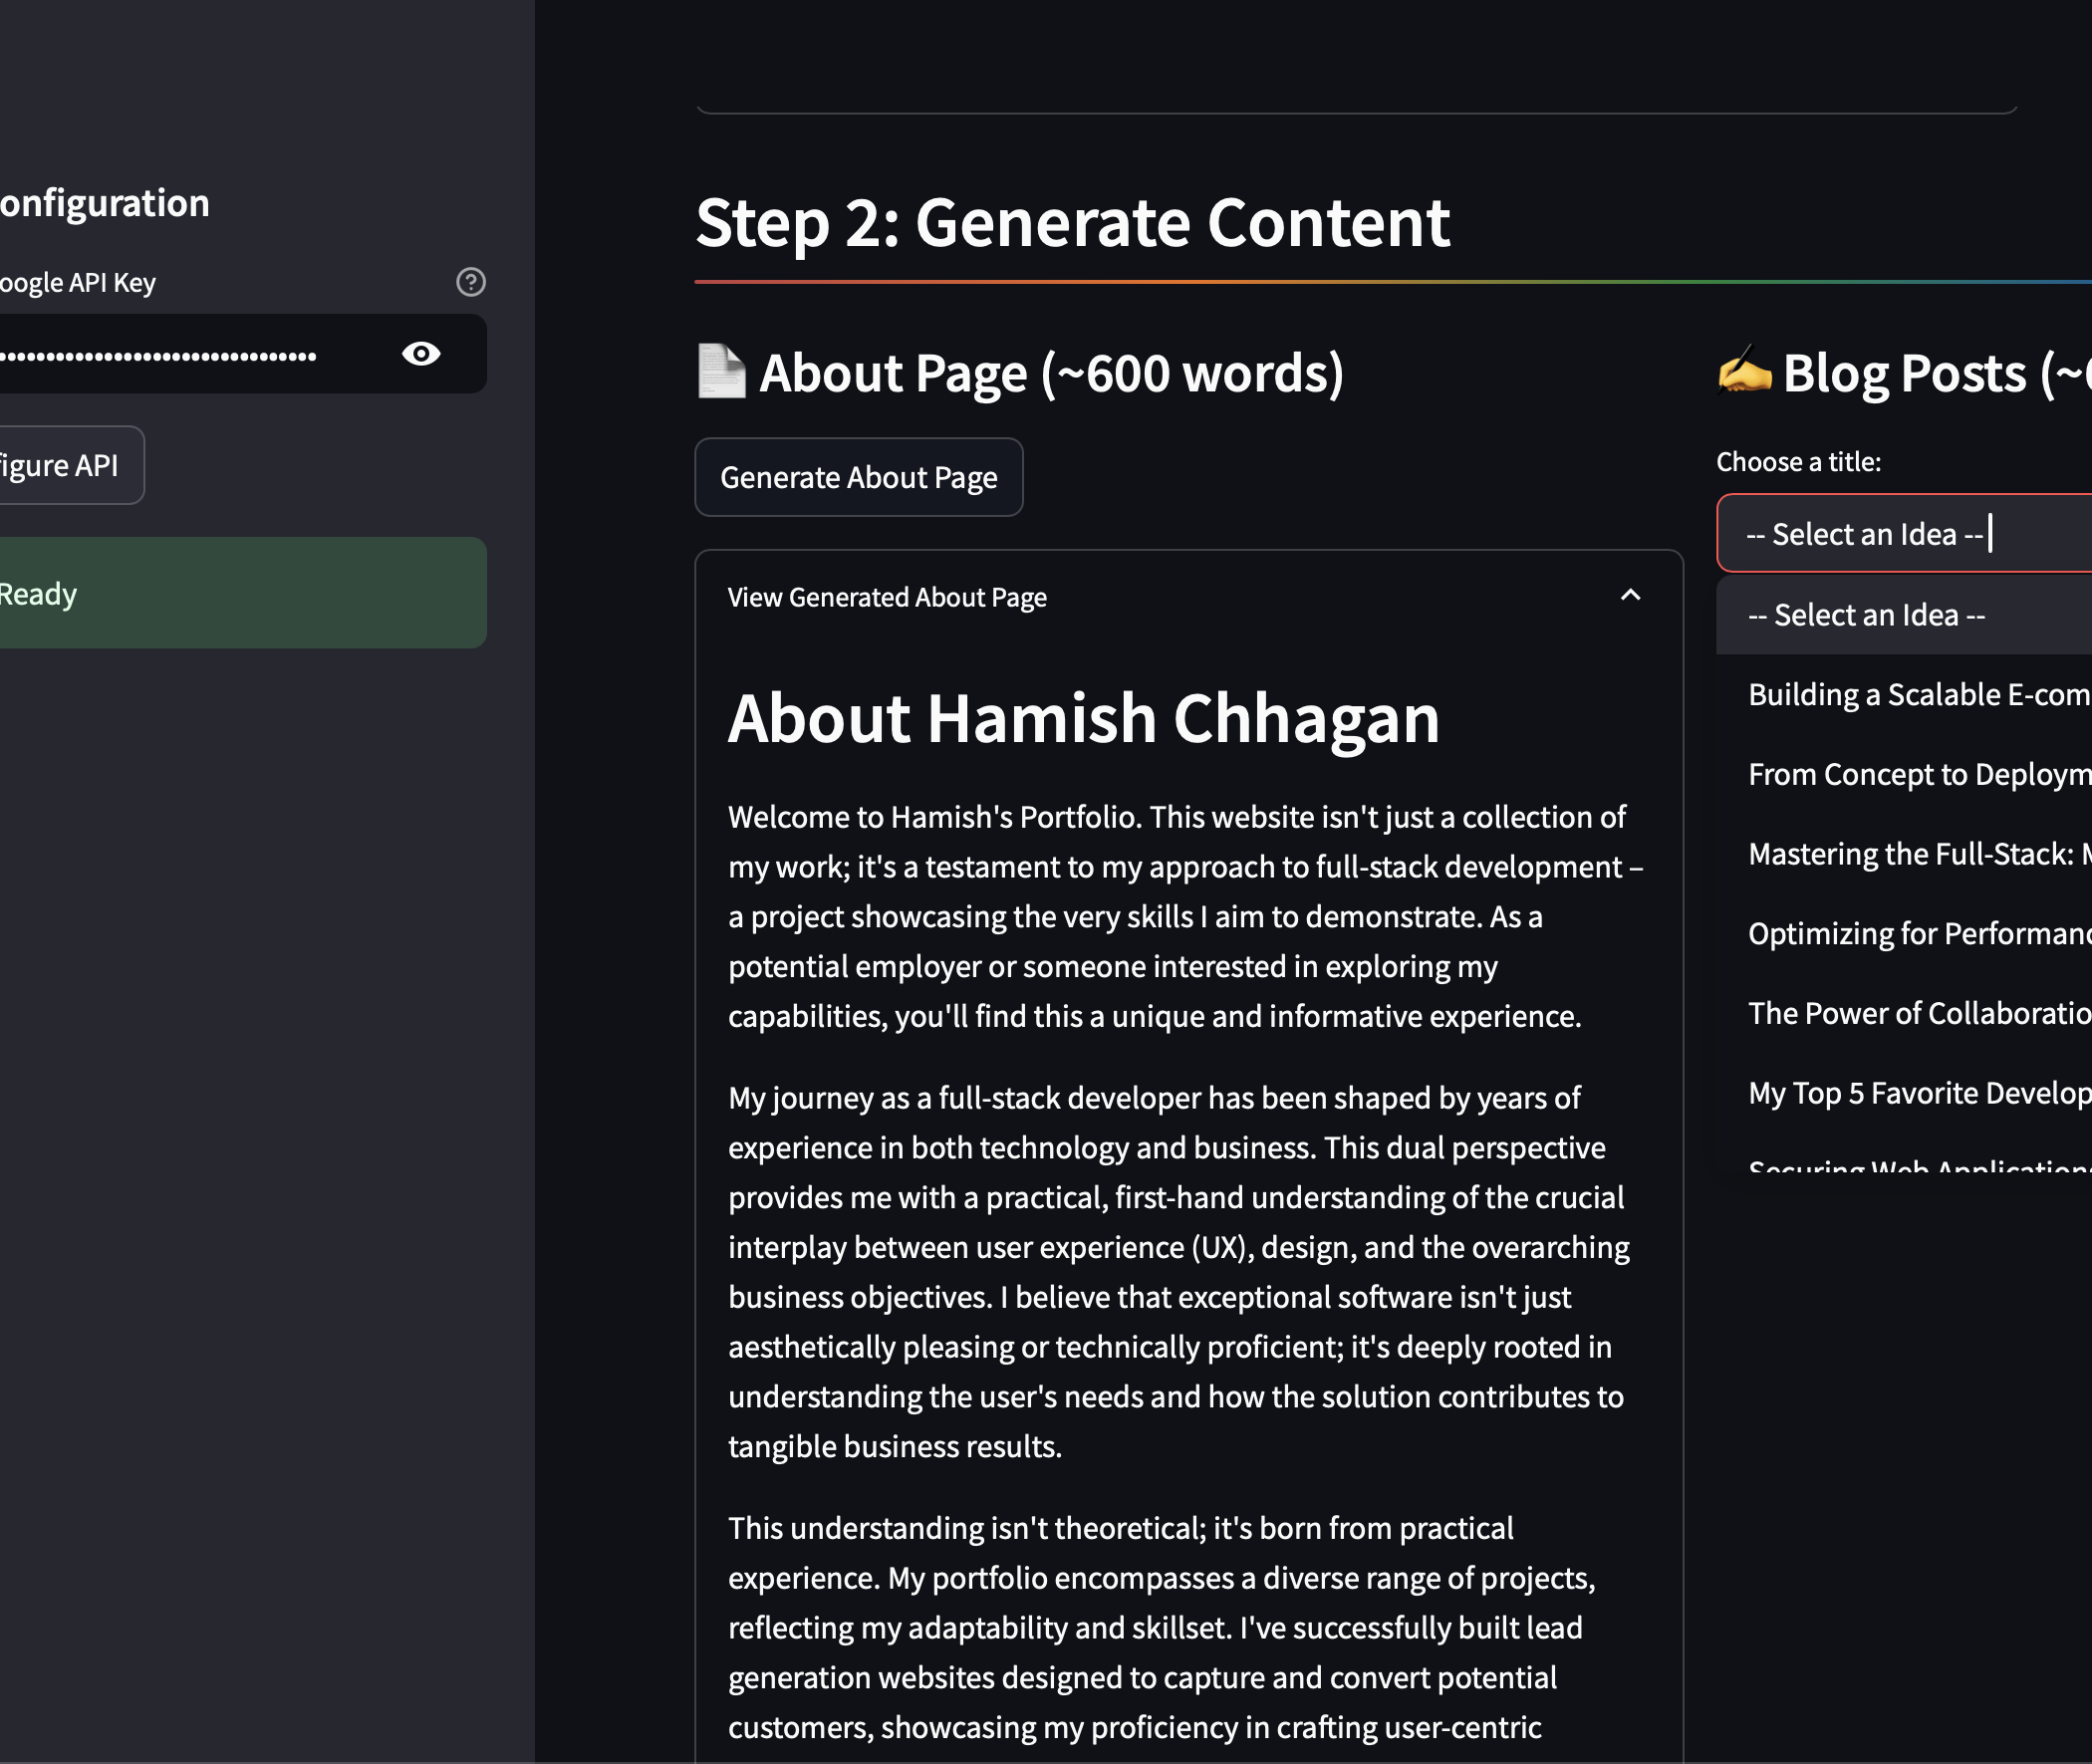 onfiguration
oogle API Key
igure API
Ready
Step 2: Generate Content
About Page (~600 words)
Generate About Page
View Generated About Page
About Hamish Chhagan
Welcome to Hamish's Portfolio. This website isn't just a collection of
my work; it's a testament to my approach to full-stack development –
a project showcasing the very skills I aim to demonstrate. As a
potential employer or someone interested in exploring my
capabilities, you'll find this a unique and informative experience.
My journey as a full-stack developer has been shaped by years of
experience in both technology and business. This dual perspective
provides me with a practical, first-hand understanding of the crucial
interplay between user experience (UX), design, and the overarching
business objectives. I believe that exceptional software isn't just
aesthetically pleasing or technically proficient; it's deeply rooted in
understanding the user's needs and how the solution contributes to
tangible business results.
This understanding isn't theoretical; it's born from practical
experience. My portfolio encompasses a diverse range of projects,
reflecting my adaptability and skillset. I've successfully built lead
generation websites designed to capture and convert potential
customers, showcasing my proficiency in crafting user-centric
Blog Posts (~6
Choose a title:
-- Select an Idea --
-- Select an Idea --
Building a Scalable E-com
From Concept to Deploym
Mastering the Full-Stack: M
Optimizing for Performanc
The Power of Collaboratio
My Top 5 Favorite Develop
Securing Web Applications